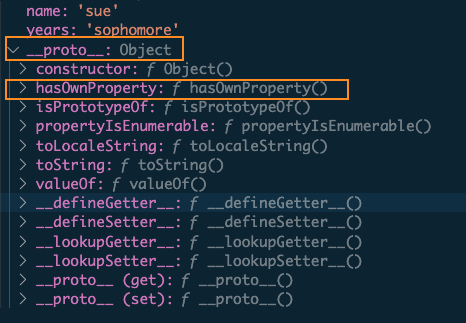 name: 'sue'
years: 'sophomore'
__proto__: Object
constructor: ƒ Object()
hasOwnProperty: ƒ hasOwnProperty()
isPrototypeOf: ƒ isPrototypeOf()
propertyIsEnumerable: ƒ propertyIsEnumerable()
toLocaleString: ƒ toLocaleString()
toString: ƒ toString()
valueOf: ƒ valueOf()
__defineGetter__: ƒ __defineGetter__()
__defineSetter__: ƒ __defineSetter__()
__lookupGetter__: ƒ __lookupGetter__()
__lookupSetter__: ƒ __lookupSetter__()
__proto__ (get): ƒ __proto__()
__proto__ (set): ƒ __proto__()